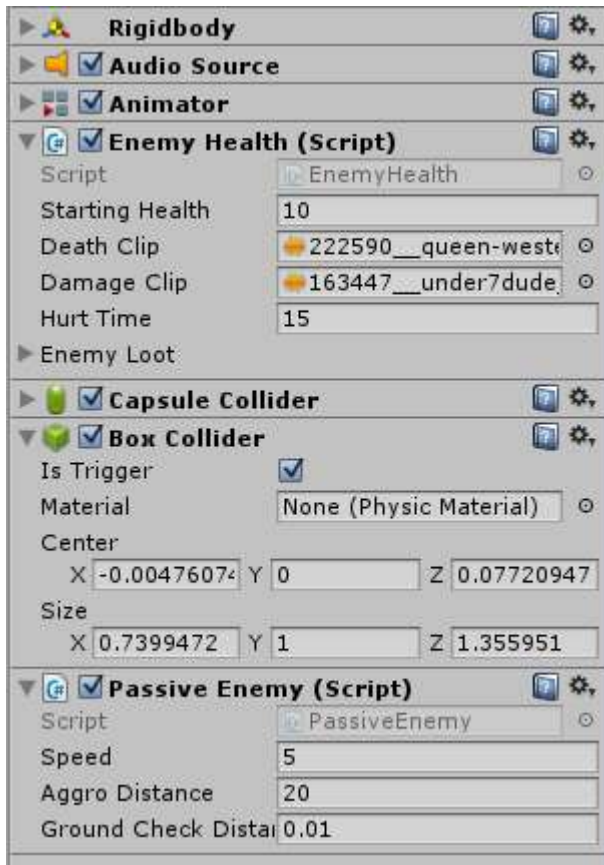 Rigidbody
Audio Source
Animator
Enemy Health (Script)
Script EnemyHealth
Starting Health 10
Death Clip 222590__queen-weste
Damage Clip 163447__under7dude_
Hurt Time 15
Enemy Loot
Capsule Collider
Box Collider
Is Trigger
Material None (Physic Material)
Center
X -0.00476074 Y 0 Z 0.07720947
Size
X 0.7399472 Y 1 Z 1.355951
Passive Enemy (Script)
Script PassiveEnemy
Speed 5
Aggro Distance 20
Ground Check Distan 0.01